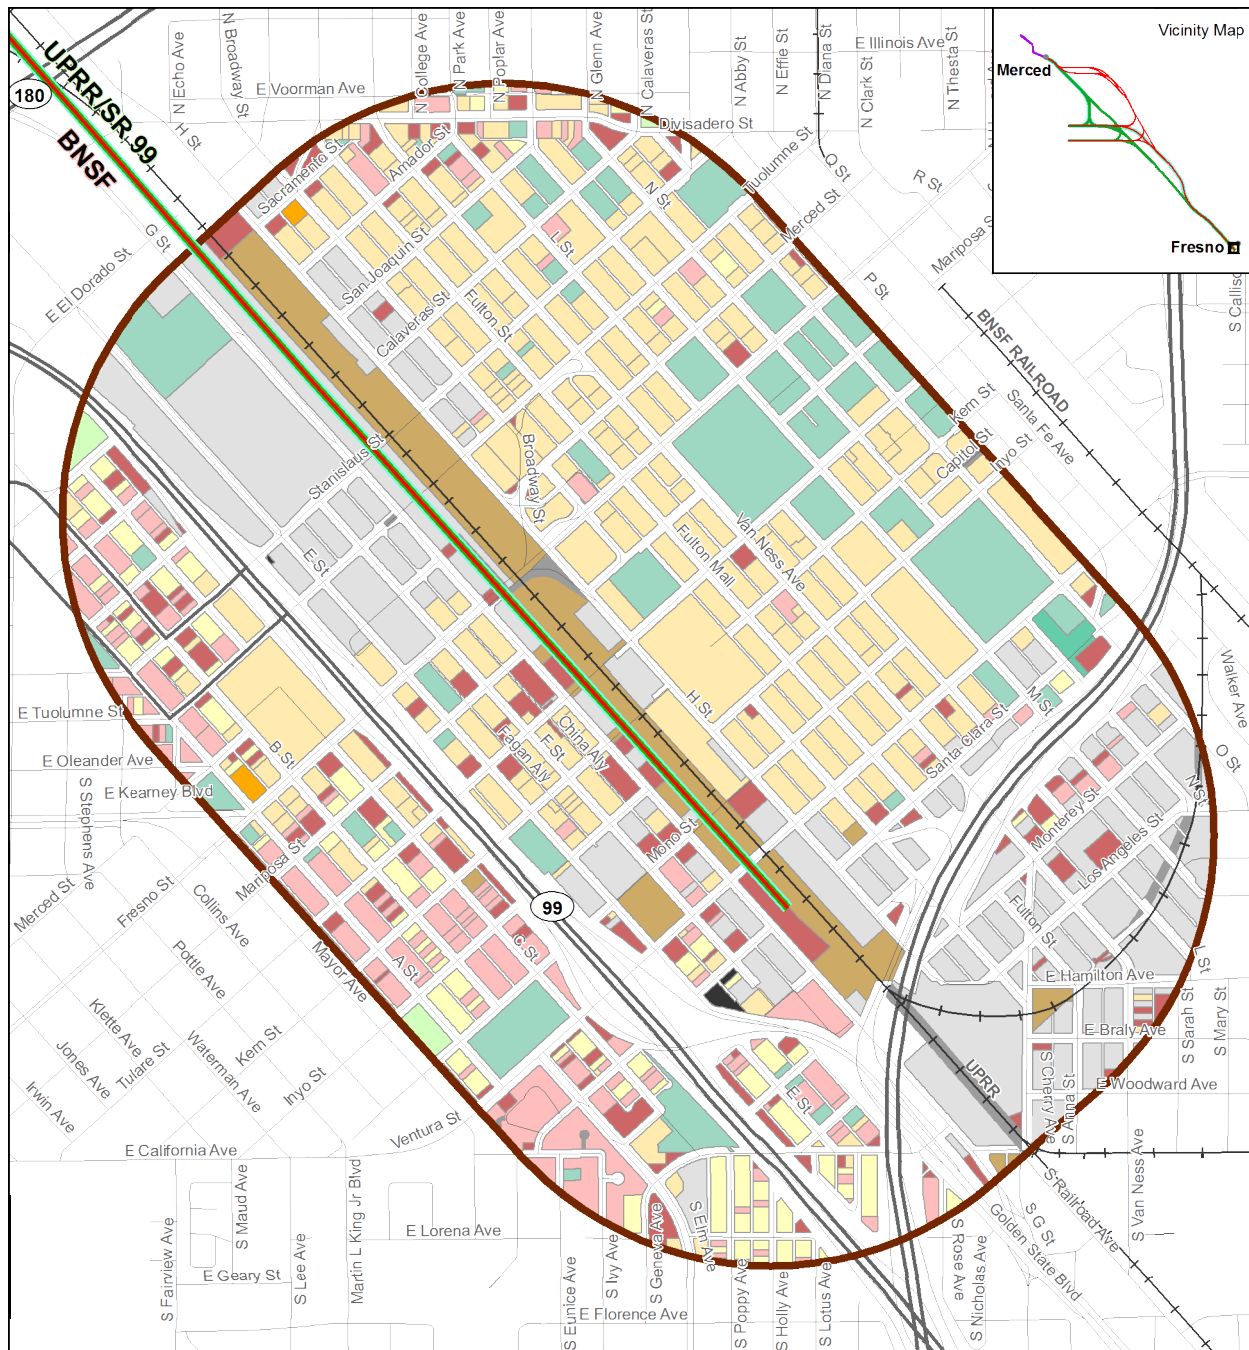 Vicinity Map
Merced
Fresno
UPRR/SR 99
BNSF
180
N Echo Ave
N Broadway St
N College Ave
N Park Ave
N Poplar Ave
N Glenn Ave
N Calaveras St
N Abby St
N Effie St
N Diana St
N Clark St
N Thesta St
E Illinois Ave
E Voorman Ave
Divisadero St
H St
Sacramento St
Amador St
Tuolumne St
Q St
R St
Merced St
Mariposa S
N St
L St
G St
E El Dorado St
San Joaquin St
Calaveras St
Fulton St
P St
BNSF RAILROAD
S Calliso
Kern St
Santa Fe Ave
Capitol St
Inyo St
Broadway St
Stanislaus St
E St
Van Ness Ave
Fulton Mall
E Tuolumne St
E Oleander Ave
E Kearney Blvd
B St
S Stephens Ave
Fagan Aly
F St
China Aly
H St
M St
Santa Clara St
Walker Ave
O St
N St
Monterey St
Los Angeles St
Mono St
Mariposa St
Merced St
Fresno St
Collins Ave
Pottle Ave
Mayor Ave
A St
C St
99
Fulton St
L St
E Hamilton Ave
E Braly Ave
E Woodward Ave
S Sarah St
S Mary St
S Cherry Ave
S Anna St
UPRR
Klette Ave
Jones Ave
Tulare St
Irwin Ave
Waterman Ave
Kern St
Inyo St
Ventura St
E St
E California Ave
Martin L King Jr Blvd
S Maud Ave
S Fairview Ave
S Lee Ave
E Lorena Ave
E Geary St
E Florence Ave
S Eunice Ave
S Ivy Ave
S Geneva Ave
S Elm Ave
S Poppy Ave
S Holly Ave
S Lotus Ave
S Rose Ave
S Nicholas Ave
Golden State Blvd
S G St
S Railroad Ave
S Van Ness Ave